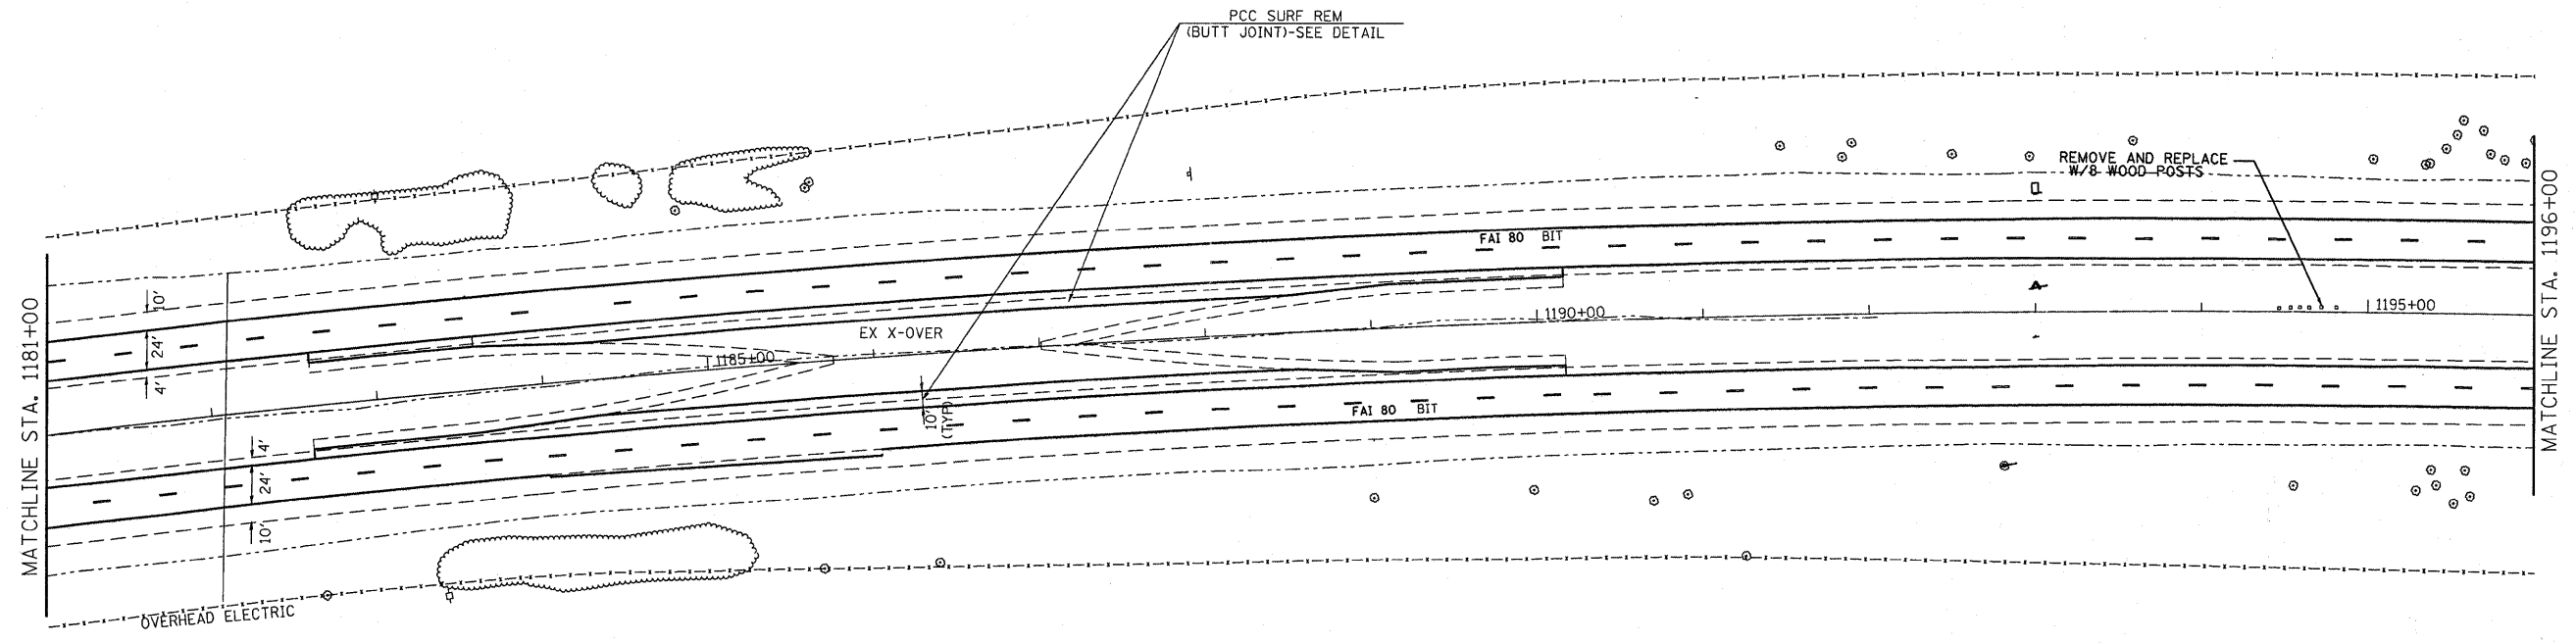 PCC SURF REM
(BUTT JOINT)-SEE DETAIL
REMOVE AND REPLACE
W/8 WOOD POSTS
MATCHLINE STA. 1181+00
MATCHLINE STA. 1196+00
FAI 80 BIT
10'
24'
4'
EX X-OVER
1185+00
1190+00
1195+00
10'
(TYP)
FAI 80 BIT
4'
24'
10'
OVERHEAD ELECTRIC